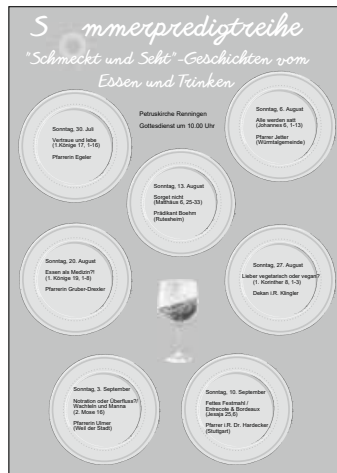 Sommerpredigtreihe
"Schmeckt und Seht"-Geschichten vom
Essen und Trinken
Petruskirche Renningen
Gottesdienst um 10.00 Uhr
Sonntag, 30. Juli
Vertraue und lebe
(1.Könige 17, 1-16)
Pfarrerin Egeler
Sonntag, 6. August
Alle werden satt
(Johannes 6, 1-13)
Pfarrer Jetter
(Würmtalgemeinde)
Sonntag, 13. August
Sorget nicht
(Matthäus 6, 25-33)
Prädikant Boehm
(Rutesheim)
Sonntag, 20. August
Essen als Medizin?!
(1. Könige 19, 1-8)
Pfarrerin Gruber-Drexler
Sonntag, 27. August
Lieber vegetarisch oder vegan?
(1. Korinther 8, 1-3)
Dekan i.R. Klingler
Sonntag, 3. September
Notration oder Überfluss?/
Wachteln und Manna
(2. Mose 16)
Pfarrerin Ulmer
(Weil der Stadt)
Sonntag, 10. September
Fettes Festmahl /
Entrecote & Bordeaux
(Jesaja 25,6)
Pfarrer i.R. Dr. Hardecker
(Stuttgart)